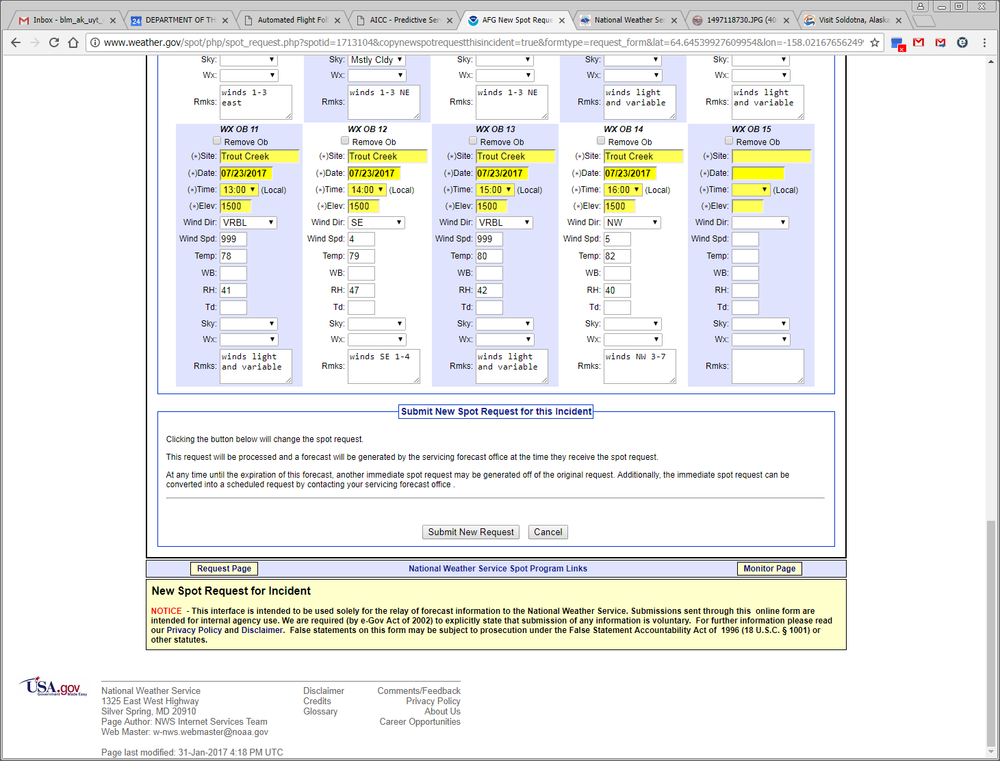 Inbox - blm_ak_uyt_
DEPARTMENT OF TH
Automated Flight Foll
AICC - Predictive Ser
AFG New Spot Reque
National Weather Ser
1497118730.JPG (40
Visit Soldotna, Alaska
www.weather.gov/spot/php/spot_request.php?spotid=1713104&copynewspotrequestthisincident=true&formtype=request_form&lat=64.64539927609954&lon=-158.02167656249
Sky: Sky: Mstly Cldy Sky: Sky: Sky:
Wx: Wx: Wx: Wx: Wx:
Rmks: winds 1-3 east Rmks: winds 1-3 NE Rmks: winds 1-3 NE Rmks: winds light and variable Rmks: winds light and variable
WX OB 11 WX OB 12 WX OB 13 WX OB 14 WX OB 15
Remove Ob Remove Ob Remove Ob Remove Ob Remove Ob
(*)Site: Trout Creek (*)Site: Trout Creek (*)Site: Trout Creek (*)Site: Trout Creek (*)Site:
(*)Date: 07/23/2017 (*)Date: 07/23/2017 (*)Date: 07/23/2017 (*)Date: 07/23/2017 (*)Date:
(*)Time: 13:00 (Local) (*)Time: 14:00 (Local) (*)Time: 15:00 (Local) (*)Time: 16:00 (Local) (*)Time: (Local)
(*)Elev: 1500 (*)Elev: 1500 (*)Elev: 1500 (*)Elev: 1500 (*)Elev:
Wind Dir: VRBL Wind Dir: SE Wind Dir: VRBL Wind Dir: NW Wind Dir:
Wind Spd: 999 Wind Spd: 4 Wind Spd: 999 Wind Spd: 5 Wind Spd:
Temp: 78 Temp: 79 Temp: 80 Temp: 82 Temp:
WB: WB: WB: WB: WB:
RH: 41 RH: 47 RH: 42 RH: 40 RH:
Td: Td: Td: Td: Td:
Sky: Sky: Sky: Sky: Sky:
Wx: Wx: Wx: Wx: Wx:
Rmks: winds light and variable Rmks: winds SE 1-4 Rmks: winds light and variable Rmks: winds NW 3-7 Rmks:
Submit New Spot Request for this Incident
Clicking the button below will change the spot request.
This request will be processed and a forecast will be generated by the servicing forecast office at the time they receive the spot request.
At any time until the expiration of this forecast, another immediate spot request may be generated off of the original request. Additionally, the immediate spot request can be
converted into a scheduled request by contacting your servicing forecast office .
Submit New Request Cancel
Request Page National Weather Service Spot Program Links Monitor Page
New Spot Request for Incident
NOTICE - This interface is intended to be used solely for the relay of forecast information to the National Weather Service. Submissions sent through this online form are
intended for internal agency use. We are required (by e-Gov Act of 2002) to explicitly state that submission of any information is voluntary. For further information please read
our Privacy Policy and Disclaimer. False statements on this form may be subject to prosecution under the False Statement Accountability Act of 1996 (18 U.S.C. § 1001) or
other statutes.
USA.gov
Government Made Easy
National Weather Service Disclaimer Comments/Feedback
1325 East West Highway Credits Privacy Policy
Silver Spring, MD 20910 Glossary About Us
Page Author: NWS Internet Services Team Career Opportunities
Web Master: w-nws.webmaster@noaa.gov
Page last modified: 31-Jan-2017 4:18 PM UTC